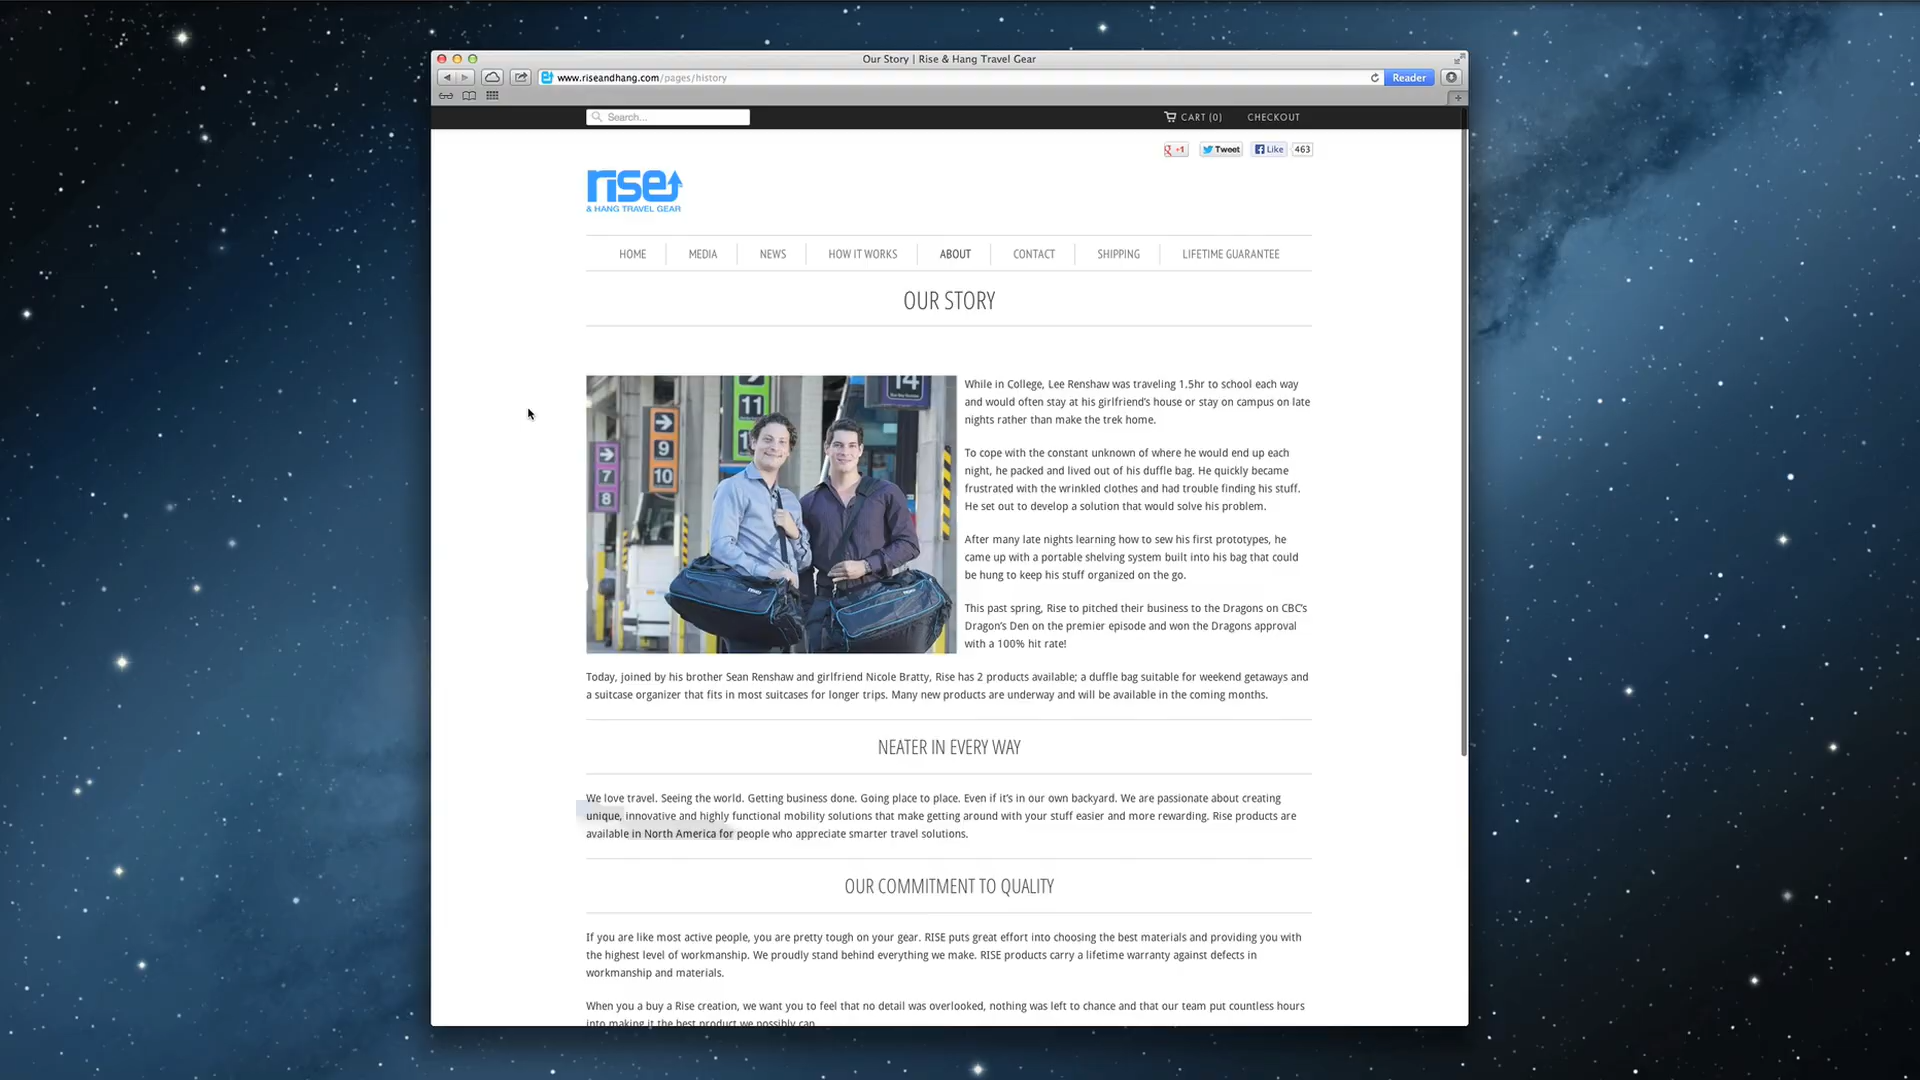 Our Story | Rise & Hang Travel Gear
www.riseandhang.com/pages/history
Reader
Search...
CART (0)
CHECKOUT
+1
Tweet
Like
463
rise
& HANG TRAVEL GEAR
HOME
MEDIA
NEWS
HOW IT WORKS
ABOUT
CONTACT
SHIPPING
LIFETIME GUARANTEE
OUR STORY
14
11
9
10
7
8
While in College, Lee Renshaw was traveling 1.5hr to school each way
and would often stay at his girlfriend's house or stay on campus on late
nights rather than make the trek home.
To cope with the constant unknown of where he would end up each
night, he packed and lived out of his duffle bag. He quickly became
frustrated with the wrinkled clothes and had trouble finding his stuff.
He set out to develop a solution that would solve his problem.
After many late nights learning how to sew his first prototypes, he
came up with a portable shelving system built into his bag that could
be hung to keep his stuff organized on the go.
This past spring, Rise to pitched their business to the Dragons on CBC's
Dragon's Den on the premier episode and won the Dragons approval
with a 100% hit rate!
Today, joined by his brother Sean Renshaw and girlfriend Nicole Bratty, Rise has 2 products available; a duffle bag suitable for weekend getaways and
a suitcase organizer that fits in most suitcases for longer trips. Many new products are underway and will be available in the coming months.
NEATER IN EVERY WAY
We love travel. Seeing the world. Getting business done. Going place to place. Even if it's in our own backyard. We are passionate about creating
unique, innovative and highly functional mobility solutions that make getting around with your stuff easier and more rewarding. Rise products are
available in North America for people who appreciate smarter travel solutions.
OUR COMMITMENT TO QUALITY
If you are like most active people, you are pretty tough on your gear. RISE puts great effort into choosing the best materials and providing you with
the highest level of workmanship. We proudly stand behind everything we make. RISE products carry a lifetime warranty against defects in
workmanship and materials.
When you a buy a Rise creation, we want you to feel that no detail was overlooked, nothing was left to chance and that our team put countless hours
into making it the best product we possibly can